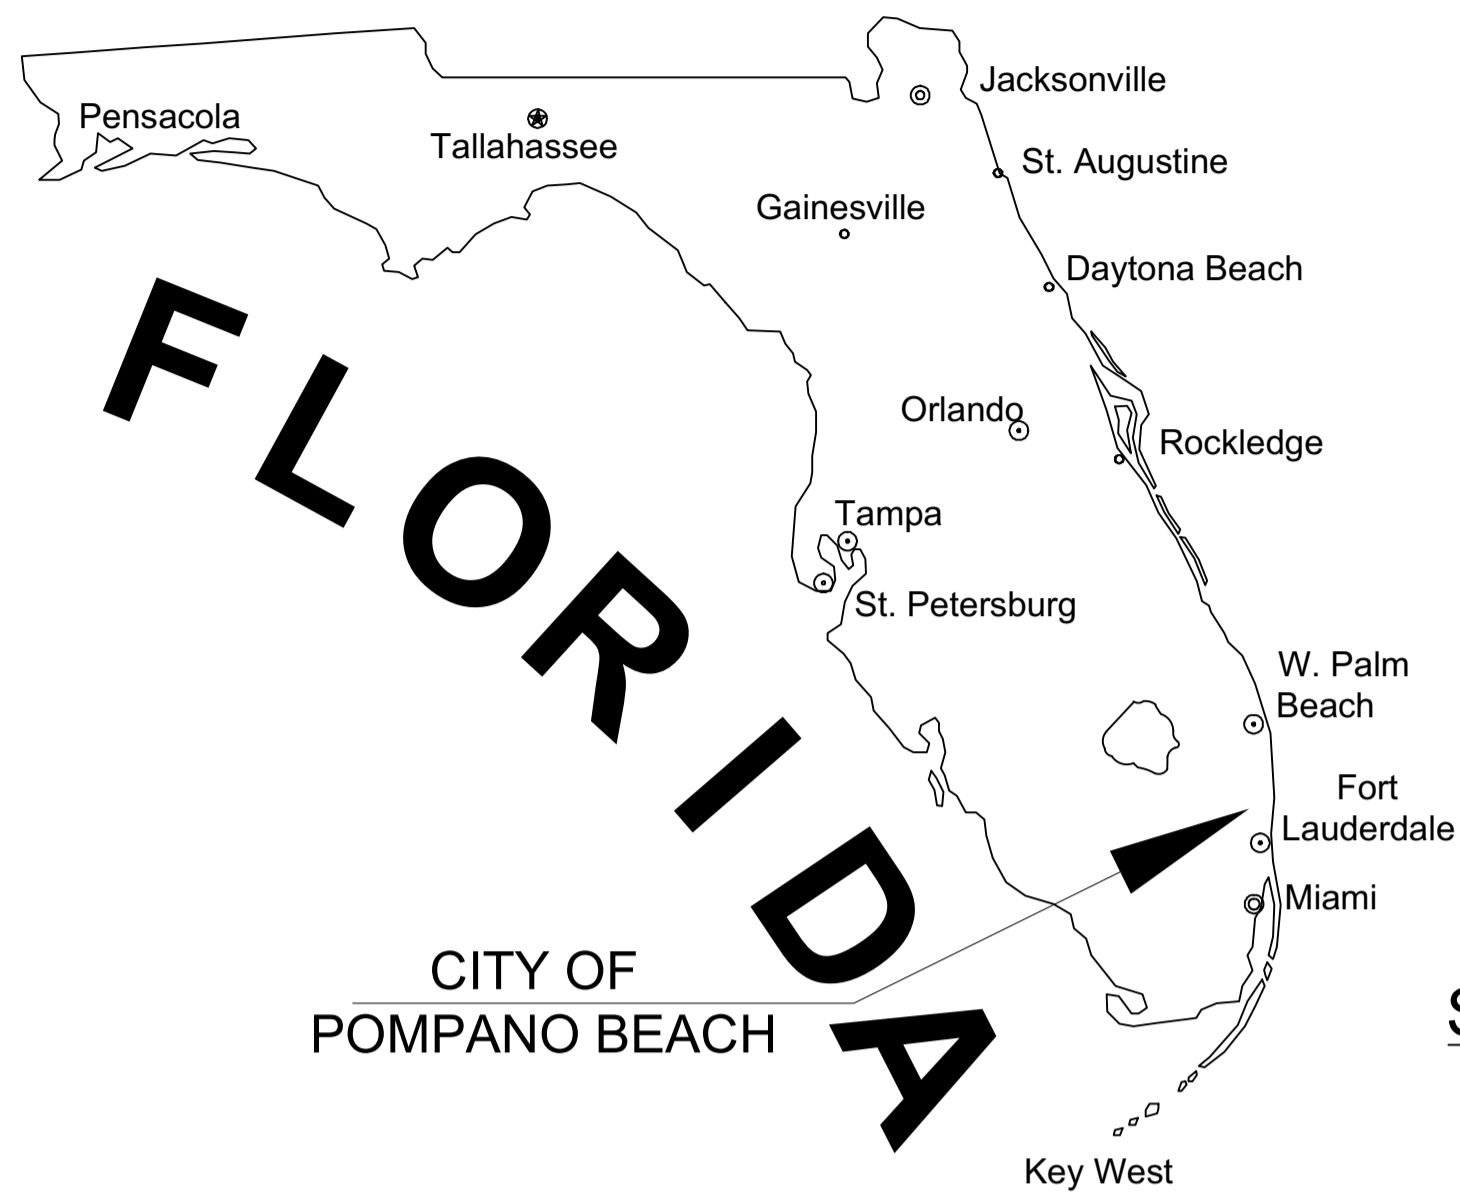 Jacksonville
Pensacola
Tallahassee
St. Augustine
Gainesville
Daytona Beach
FLORIDA
Orlando
Rockledge
Tampa
St. Petersburg
W. Palm
Beach
Fort
Lauderdale
Miami
CITY OF
POMPANO BEACH
Key West